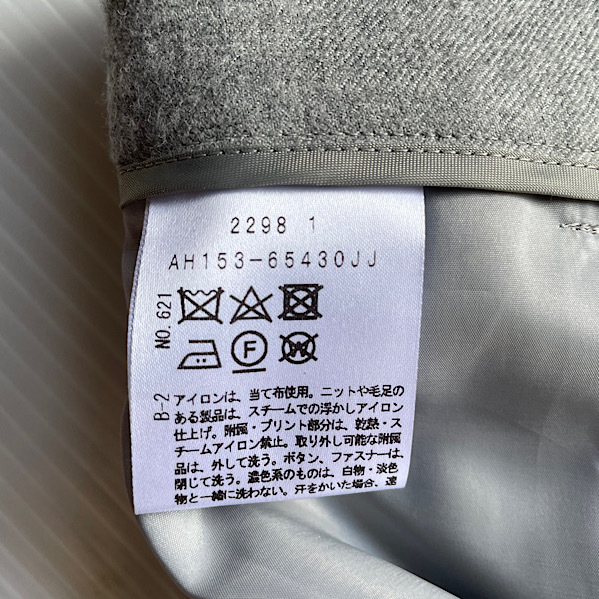 2298 1
AH153-65430JJ
NO.621
F W
B-2
アイロンは、当て布使用。ニットや毛足の
ある製品は、スチームでの浮かしアイロン
仕上げ。附図・プリント部分は、乾熱・ス
チームアイロン禁止。取り外し可能な附図
品は、外して洗う。ボタン、ファスナーは、
閉じて洗う。濃色系のものは、白物・淡色
物と一緒に洗わない。汗をかいた場合、速